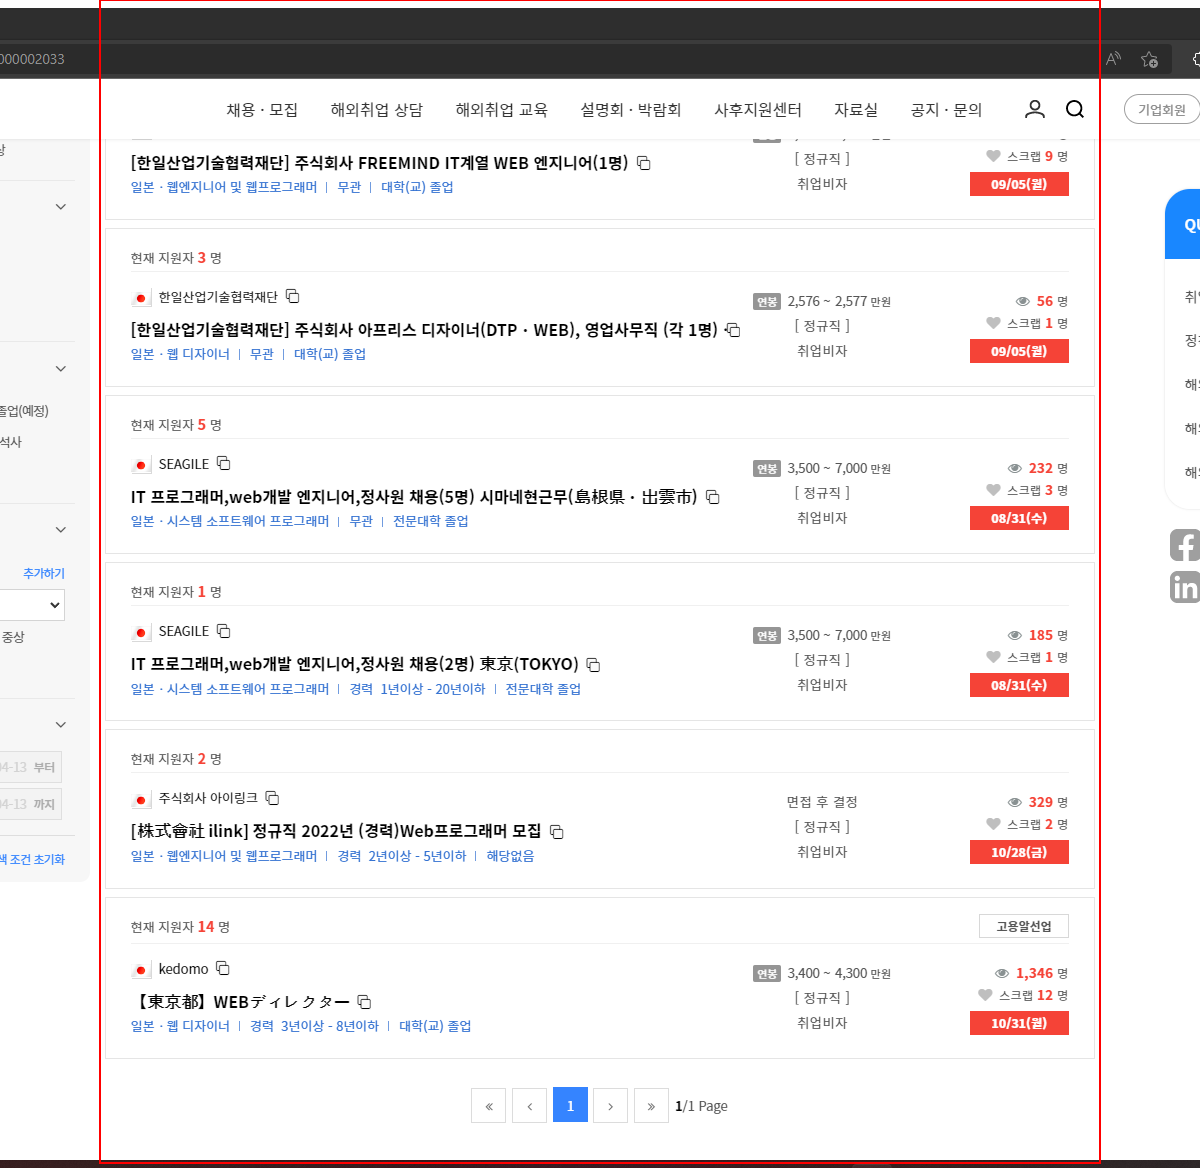 000002033
채용 · 모집 해외취업 상담 해외취업 교육 설명회 · 박람회 사후지원센터 자료실 공지 · 문의
기업회원
[한일산업기술협력재단] 주식회사 FREEMIND IT계열 WEB 엔지니어(1명)
일본 · 웹엔지니어 및 웹프로그래머 | 무관 | 대학(교) 졸업
[ 정규직 ]
취업비자
스크랩 9 명
09/05(월)
현재 지원자 3 명
한일산업기술협력재단
[한일산업기술협력재단] 주식회사 아프리스 디자이너(DTP · WEB), 영업사무직 (각 1명)
일본 · 웹 디자이너 | 무관 | 대학(교) 졸업
연봉 2,576 ~ 2,577 만원
[ 정규직 ]
취업비자
56 명
스크랩 1 명
09/05(월)
현재 지원자 5 명
SEAGILE
IT 프로그래머,web개발 엔지니어,정사원 채용(5명) 시마네현근무(島根県・出雲市)
일본 · 시스템 소프트웨어 프로그래머 | 무관 | 전문대학 졸업
연봉 3,500 ~ 7,000 만원
[ 정규직 ]
취업비자
232 명
스크랩 3 명
08/31(수)
현재 지원자 1 명
SEAGILE
IT 프로그래머,web개발 엔지니어,정사원 채용(2명) 東京(TOKYO)
일본 · 시스템 소프트웨어 프로그래머 | 경력 1년이상 - 20년이하 | 전문대학 졸업
연봉 3,500 ~ 7,000 만원
[ 정규직 ]
취업비자
185 명
스크랩 1 명
08/31(수)
현재 지원자 2 명
주식회사 아이링크
[株式會社 ilink] 정규직 2022년 (경력)Web프로그래머 모집
일본 · 웹엔지니어 및 웹프로그래머 | 경력 2년이상 - 5년이하 | 해당없음
면접 후 결정
[ 정규직 ]
취업비자
329 명
스크랩 2 명
10/28(금)
현재 지원자 14 명
고용알선업
kedomo
【東京都】WEBディレクター
일본 · 웹 디자이너 | 경력 3년이상 - 8년이하 | 대학(교) 졸업
연봉 3,400 ~ 4,300 만원
[ 정규직 ]
취업비자
1,346 명
스크랩 12 명
10/31(월)
« ‹ 1 › » 1/1 Page
졸업(예정)
석사
추가하기
중상
04-13 부터
04-13 까지
색 조건 초기화
QU
취업
해외
해외
해외